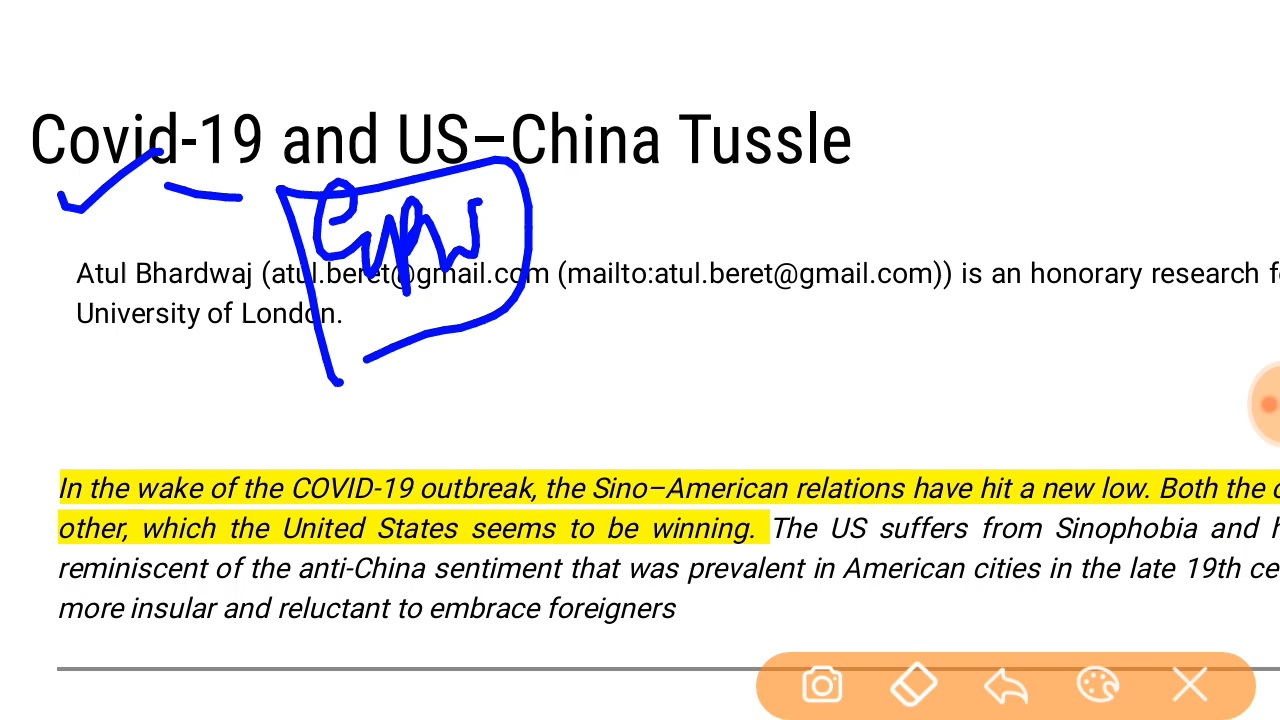 Covid-19 and US–China Tussle
Atul Bhardwaj (atul.beret@gmail.com (mailto:atul.beret@gmail.com)) is an honorary research
University of London.
In the wake of the COVID-19 outbreak, the Sino–American relations have hit a new low. Both the
other, which the United States seems to be winning. The US suffers from Sinophobia and
reminiscent of the anti-China sentiment that was prevalent in American cities in the late 19th
more insular and reluctant to embrace foreigners